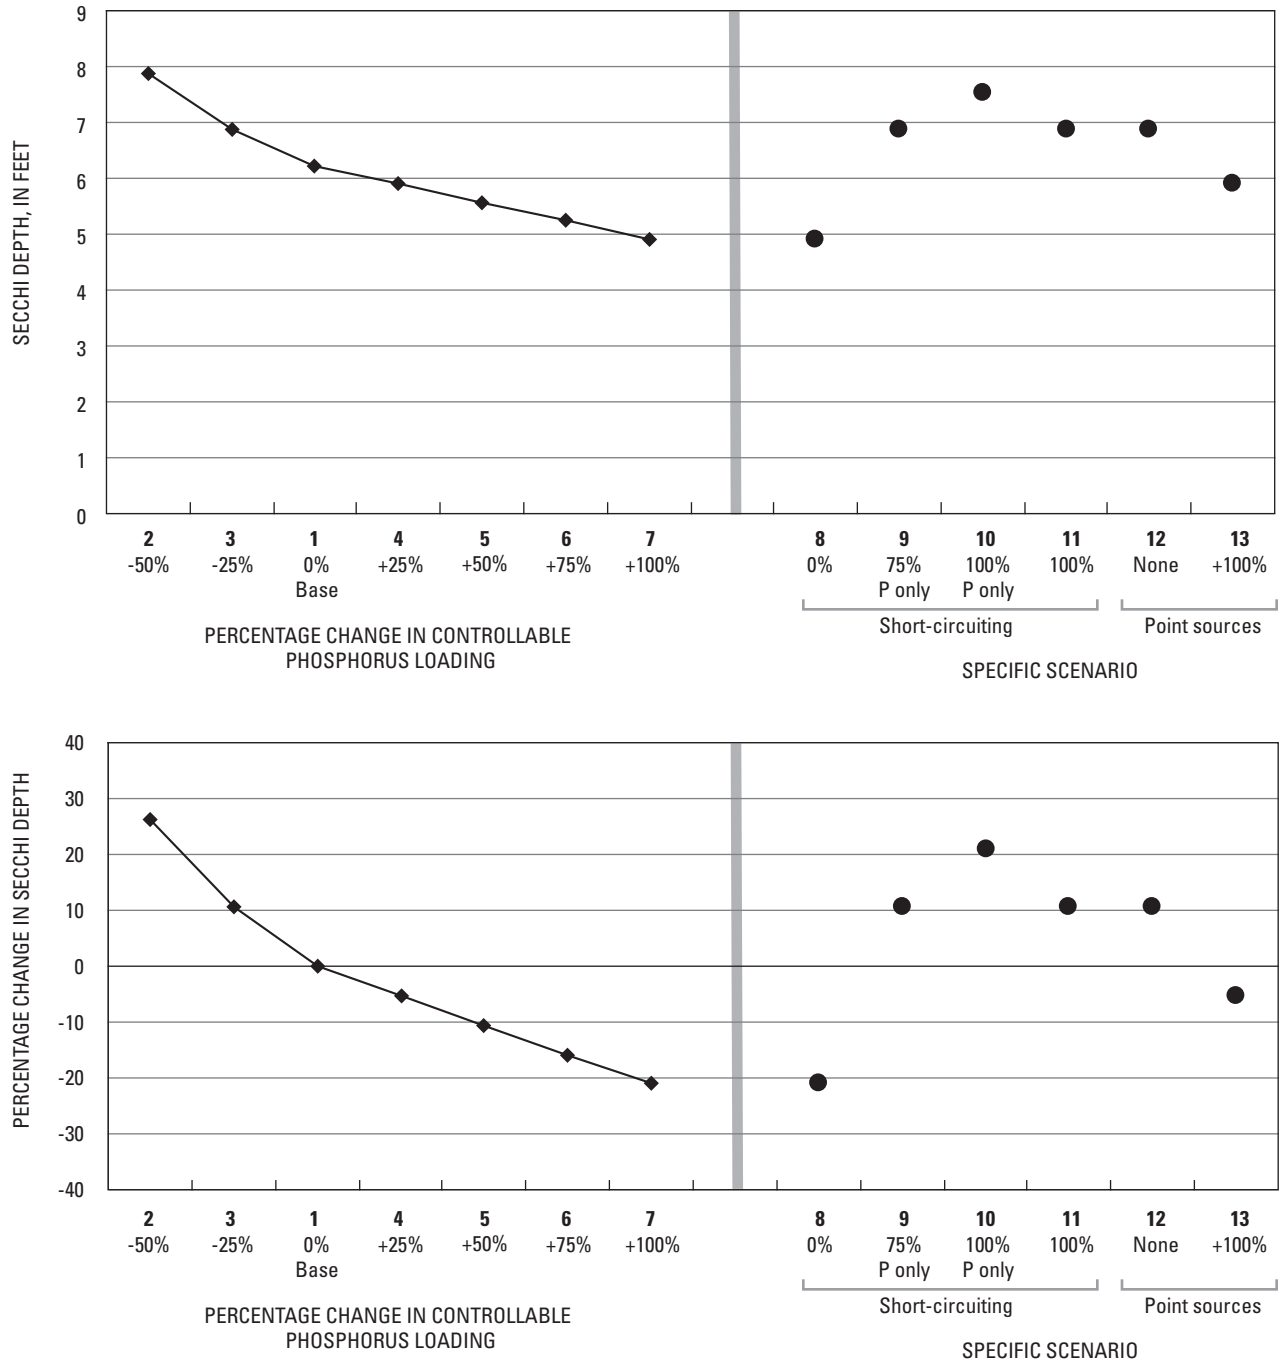 9
8
7
6
5
4
3
2
1
0
SECCHI DEPTH, IN FEET
2 3 1 4 5 6 7 8 9 10 11 12 13
-50% -25% 0% +25% +50% +75% +100% 0% 75% 100% 100% None +100%
Base P only P only
Short-circuiting Point sources
PERCENTAGE CHANGE IN CONTROLLABLE
PHOSPHORUS LOADING
SPECIFIC SCENARIO
40
30
20
10
0
-10
-20
-30
-40
PERCENTAGE CHANGE IN SECCHI DEPTH
2 3 1 4 5 6 7 8 9 10 11 12 13
-50% -25% 0% +25% +50% +75% +100% 0% 75% 100% 100% None +100%
Base P only P only
Short-circuiting Point sources
PERCENTAGE CHANGE IN CONTROLLABLE
PHOSPHORUS LOADING
SPECIFIC SCENARIO